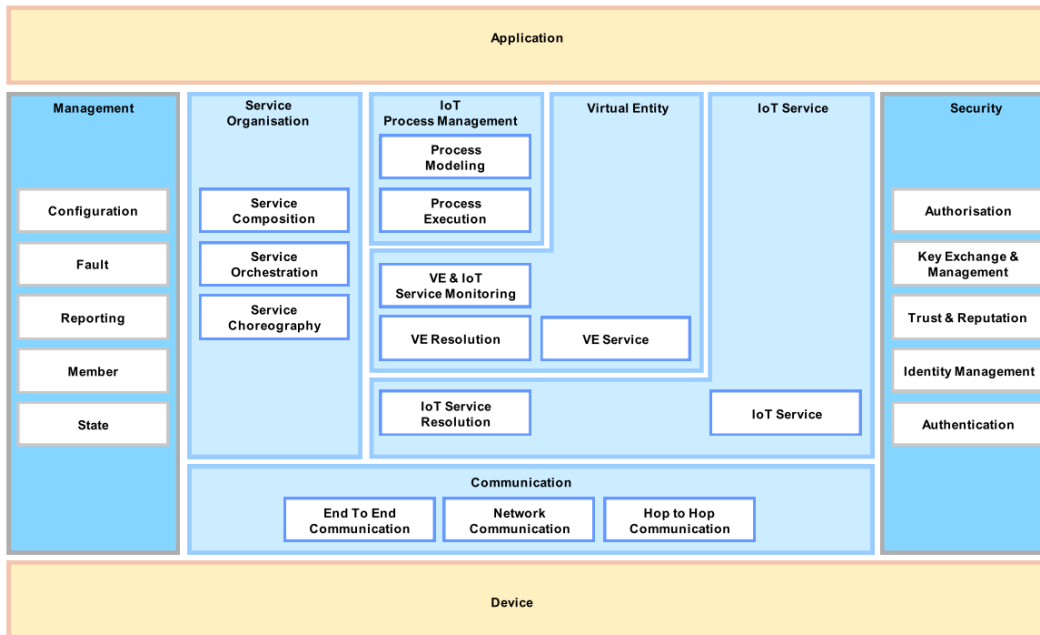 Application
Management
Configuration
Fault
Reporting
Member
State
Service
Organisation
Service
Composition
Service
Orchestration
Service
Choreography
IoT
Process Management
Process
Modeling
Process
Execution
Virtual Entity
VE & IoT
Service Monitoring
VE Resolution
VE Service
IoT Service
IoT Service
Resolution
IoT Service
Communication
End To End
Communication
Network
Communication
Hop to Hop
Communication
Security
Authorisation
Key Exchange &
Management
Trust & Reputation
Identity Management
Authentication
Device